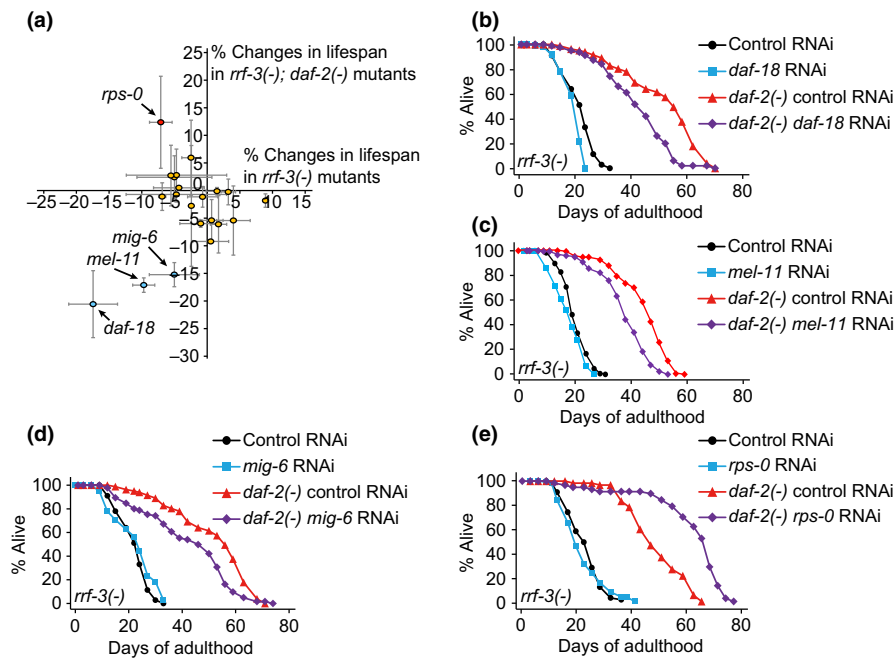 (a)
% Changes in lifespan
in rrf-3(-); daf-2(-) mutants
25
20
15
10
5
rps-0
% Changes in lifespan
in rrf-3(-) mutants
−25 −20 −15 −10 −5 5 10 15
−5
−10
−15
−20
−25
−30
mig-6
mel-11
daf-18
(b)
Control RNAi
daf-18 RNAi
daf-2(-) control RNAi
daf-2(-) daf-18 RNAi
% Alive
100
80
60
40
20
0
rrf-3(-)
0 20 40 60 80
Days of adulthood
(c)
Control RNAi
mel-11 RNAi
daf-2(-) control RNAi
daf-2(-) mel-11 RNAi
% Alive
100
80
60
40
20
0
rrf-3(-)
0 20 40 60 80
Days of adulthood
(d)
Control RNAi
mig-6 RNAi
daf-2(-) control RNAi
daf-2(-) mig-6 RNAi
% Alive
100
80
60
40
20
0
rrf-3(-)
0 20 40 60 80
Days of adulthood
(e)
Control RNAi
rps-0 RNAi
daf-2(-) control RNAi
daf-2(-) rps-0 RNAi
% Alive
100
80
60
40
20
0
rrf-3(-)
0 20 40 60 80
Days of adulthood